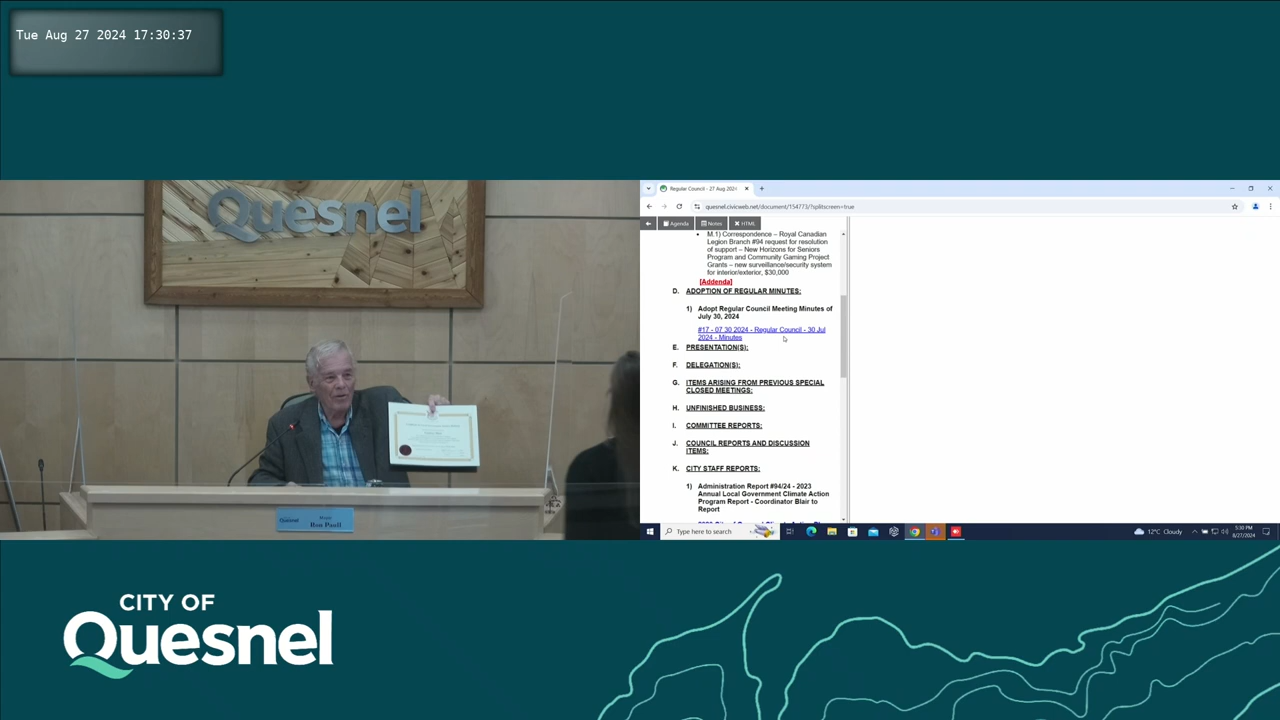 Tue Aug 27 2024 17:30:37
Quesnel
Ron Paull
Regular Council - 27 Aug 2024
quesnel.civicweb.net/document/154773/?splitscreen=true
Agenda
Notes
HTML
• M.1) Correspondence – Royal Canadian
Legion Branch #94 request for resolution
of support – New Horizons for Seniors
Program and Community Gaming Project
Grants – new surveillance/security system
for interior/exterior, $30,000
[Addenda]
D. ADOPTION OF REGULAR MINUTES:
1) Adopt Regular Council Meeting Minutes of
July 30, 2024
#17 - 07 30 2024 - Regular Council - 30 Jul
2024 - Minutes
E. PRESENTATION(S):
F. DELEGATION(S):
G. ITEMS ARISING FROM PREVIOUS SPECIAL
CLOSED MEETINGS:
H. UNFINISHED BUSINESS:
I. COMMITTEE REPORTS:
J. COUNCIL REPORTS AND DISCUSSION
ITEMS:
K. CITY STAFF REPORTS:
1) Administration Report #94/24 - 2023
Annual Local Government Climate Action
Program Report - Coordinator Blair to
Report
Type here to search
12°C Cloudy
5:30 PM
8/27/2024
CITY OF
Quesnel